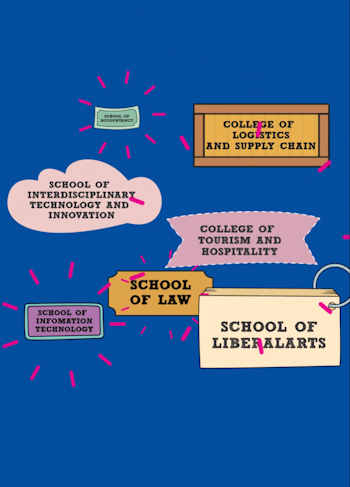 SCHOOL OF
ACCOUNTANCY
COLLEGE OF
LOGISTICS
AND SUPPLY CHAIN
SCHOOL OF
INTERDISCIPLINARY
TECHNOLOGY AND
INNOVATION
COLLEGE OF
TOURISM AND
HOSPITALITY
SCHOOL
OF LAW
SCHOOL OF
INFOMATION
TECHNOLOGY
SCHOOL OF
LIBERALARTS